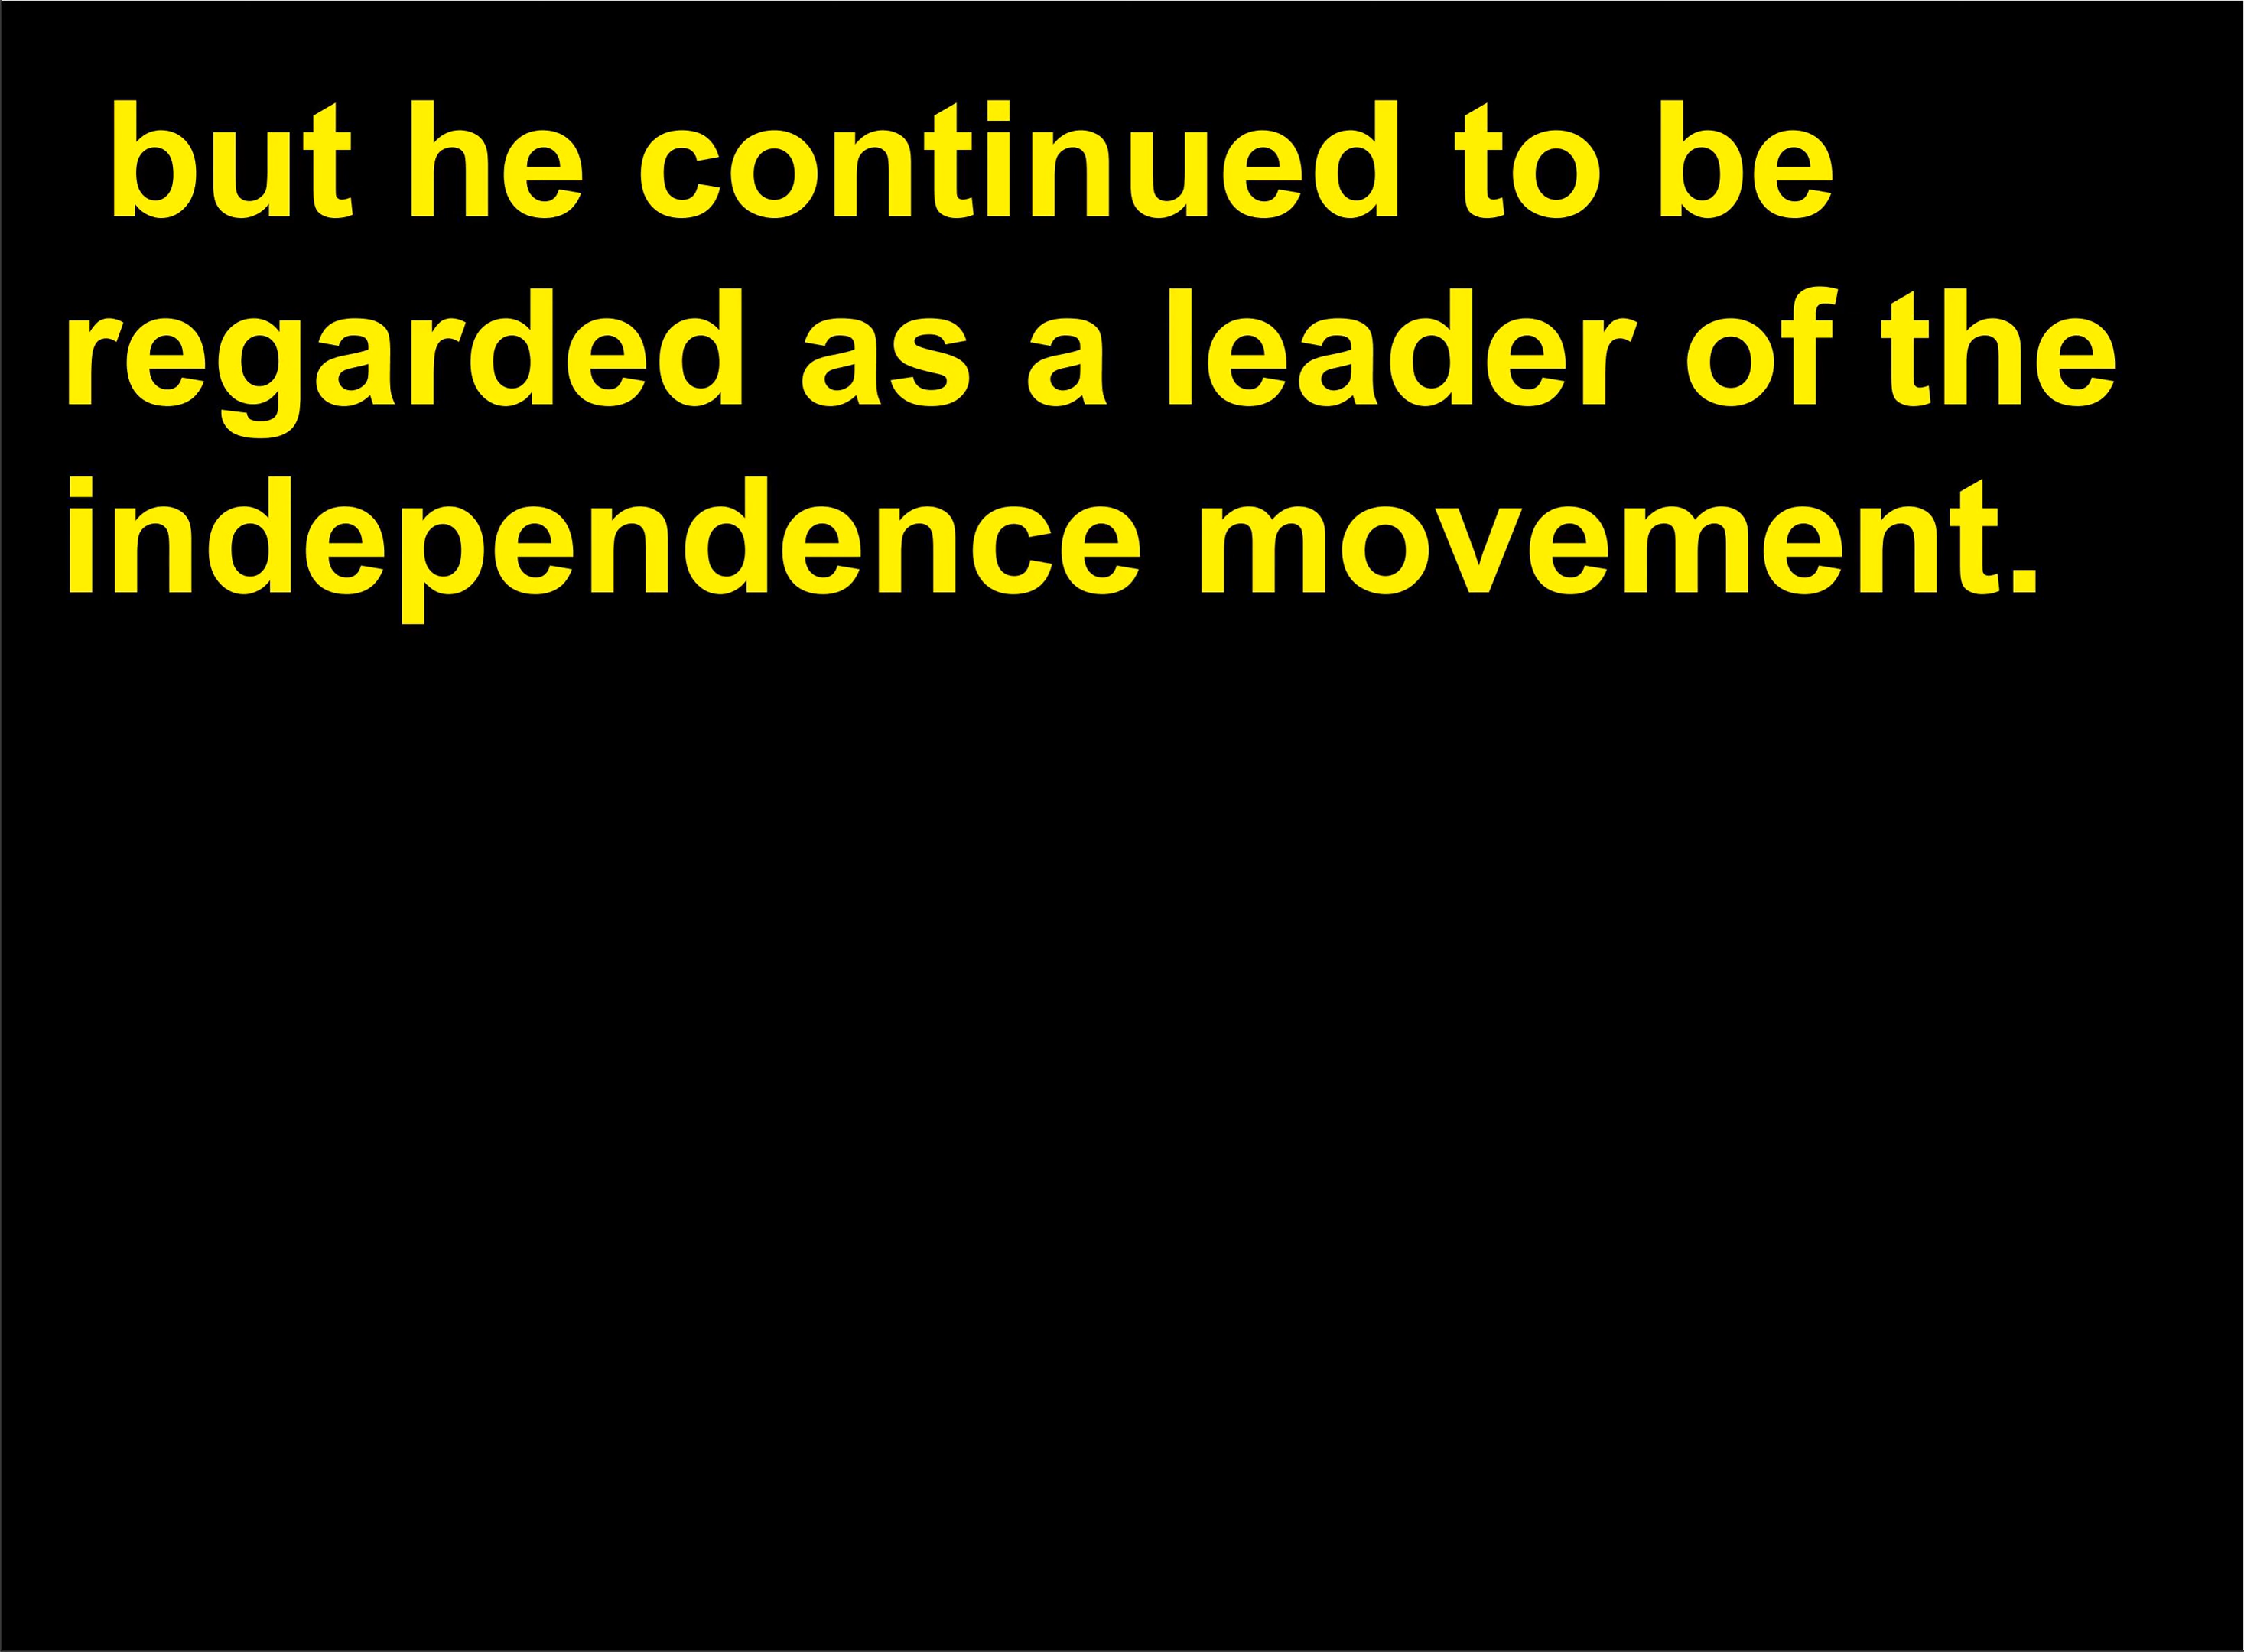 but he continued to be
regarded as a leader of the
independence movement.